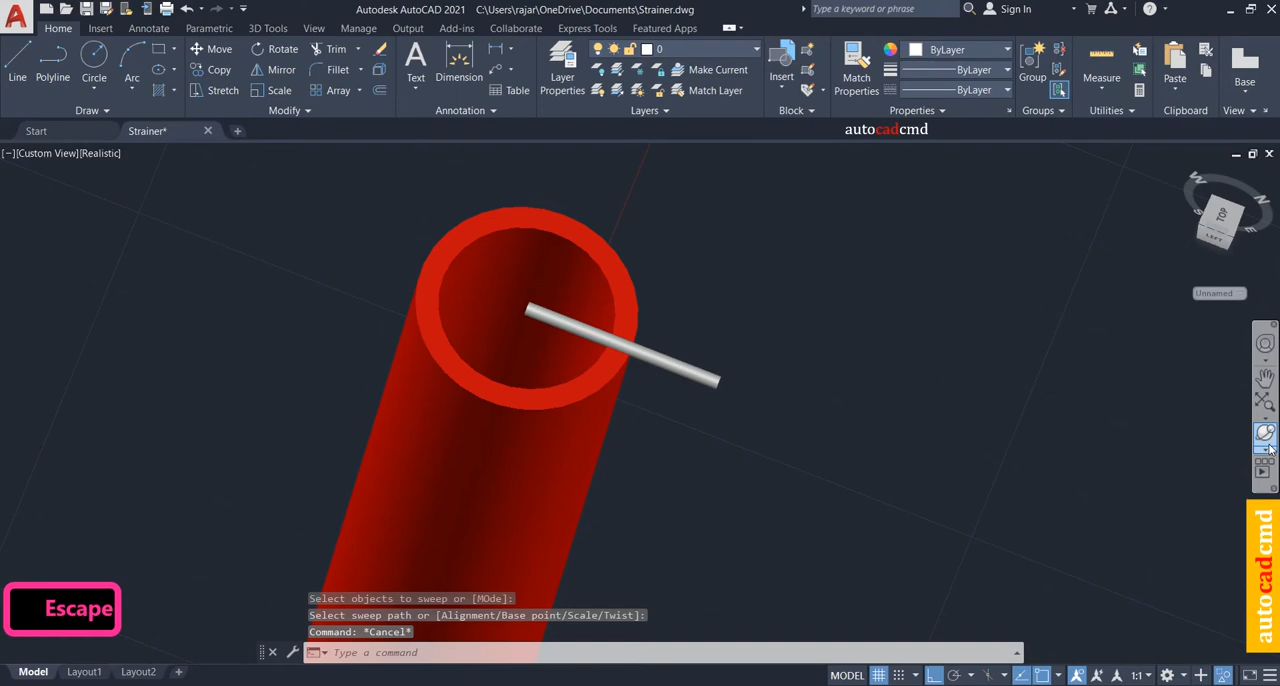 Autodesk AutoCAD 2021 C:\Users\rajar\OneDrive\Documents\Strainer.dwg
Type a keyword or phrase
Sign In
Home Insert Annotate Parametric 3D Tools View Manage Output Add-ins Collaborate Express Tools Featured Apps
Line Polyline Circle Arc
Move Rotate Trim
Copy Mirror Fillet
Stretch Scale Array
Text Dimension Table
Layer Properties
0
Make Current
Match Layer
Insert
Match Properties
ByLayer
ByLayer
ByLayer
Group
Measure
Paste
Base
Draw Modify Annotation Layers Block Properties Groups Utilities Clipboard View
Start Strainer*
autocadcmd
[−][Custom View][Realistic]
W N S E
TOP
LEFT
Unnamed
autocadcmd
Escape
Select objects to sweep or [MOde]:
Select sweep path or [Alignment/Base point/Scale/Twist]:
Command: *Cancel*
Type a command
Model Layout1 Layout2
MODEL
1:1